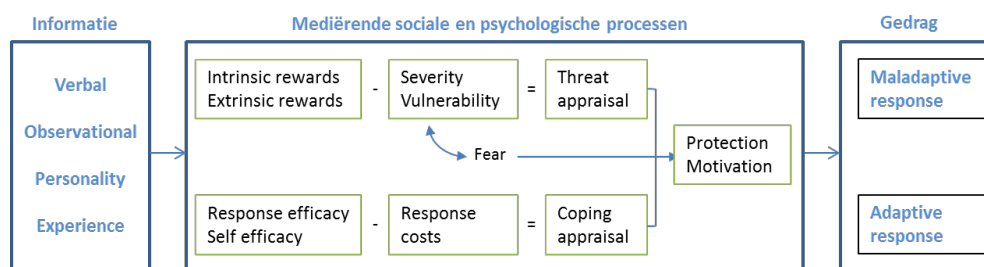 Informatie
Mediërende sociale en psychologische processen
Gedrag
Verbal
Observational
Personality
Experience
Intrinsic rewards
Extrinsic rewards
-
Severity
Vulnerability
=
Threat
appraisal
Fear
Protection
Motivation
Response efficacy
Self efficacy
-
Response
costs
=
Coping
appraisal
Maladaptive
response
Adaptive
response